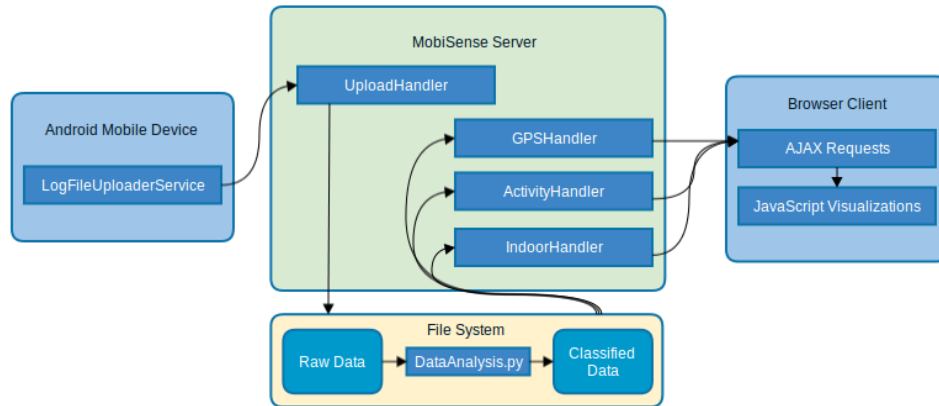 MobiSense Server
UploadHandler
Android Mobile Device
LogFileUploaderService
GPSHandler
ActivityHandler
IndoorHandler
Browser Client
AJAX Requests
JavaScript Visualizations
File System
Raw Data
DataAnalysis.py
Classified
Data